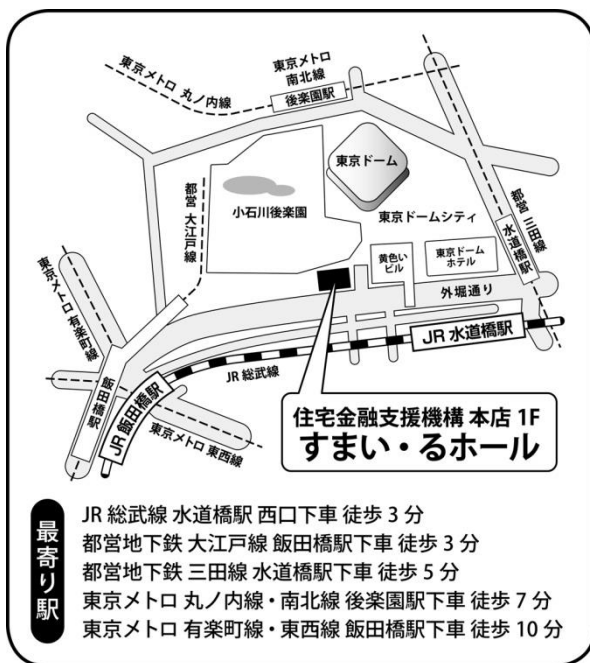 東京メトロ 丸ノ内線
東京メトロ
南北線
後楽園駅
東京ドーム
小石川後楽園
都営 大江戸線
東京ドームシティ
都営 三田線
水道橋駅
黄色い
ビル
東京ドーム
ホテル
外堀通り
東京メトロ 有楽町線
飯田橋駅
JR 飯田橋駅
JR 総武線
JR 水道橋駅
東京メトロ 東西線
住宅金融支援機構 本店 1F
すまい・るホール
最寄り駅
JR 総武線 水道橋駅 西口下車 徒歩 3 分
都営地下鉄 大江戸線 飯田橋駅下車 徒歩 3 分
都営地下鉄 三田線 水道橋駅下車 徒歩 5 分
東京メトロ 丸ノ内線・南北線 後楽園駅下車 徒歩 7 分
東京メトロ 有楽町線・東西線 飯田橋駅下車 徒歩 10 分